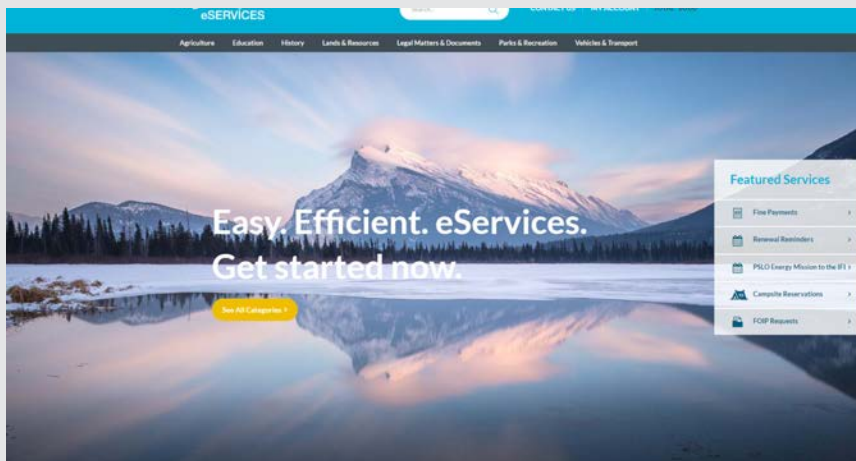 eSERVICES
Search...
CONTACT US MY ACCOUNT
Agriculture Education History Lands & Resources Legal Matters & Documents Parks & Recreation Vehicles & Transport
Easy. Efficient. eServices.
Get started now.
See All Categories >
Featured Services
Fine Payments
Renewal Reminders
PSLO Energy Mission to the
Campsite Reservations
FOIP Requests